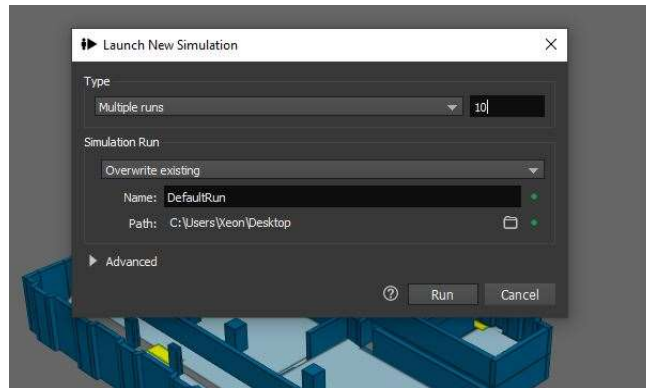 Launch New Simulation
Type
Multiple runs 10
Simulation Run
Overwrite existing
Name: DefaultRun
Path: C:\Users\Xeon\Desktop
Advanced
Run Cancel